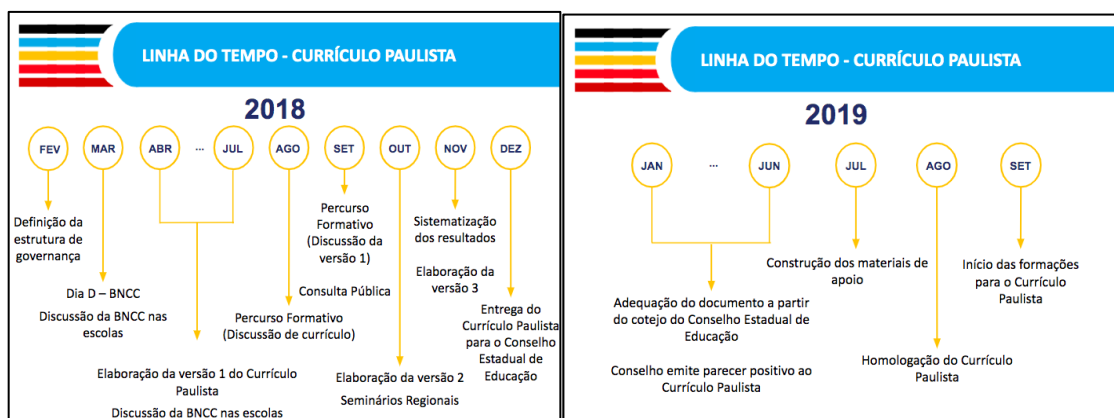 LINHA DO TEMPO - CURRÍCULO PAULISTA
2018
FEV
MAR
ABR
...
JUL
AGO
SET
OUT
NOV
DEZ
Definição da
estrutura de
governança
Dia D – BNCC
Discussão da BNCC nas
escolas
Elaboração da versão 1 do Currículo
Paulista
Discussão da BNCC nas escolas
Consulta Pública
Percurso Formativo
(Discussão de currículo)
Percurso
Formativo
(Discussão da
versão 1)
Elaboração da versão 2
Seminários Regionais
Sistematização
dos resultados
Elaboração da
versão 3
Entrega do
Currículo Paulista
para o Conselho
Estadual de
Educação
LINHA DO TEMPO - CURRÍCULO PAULISTA
2019
JAN
...
JUN
JUL
AGO
SET
Adequação do documento a partir
do cotejo do Conselho Estadual de
Educação
Conselho emite parecer positivo ao
Currículo Paulista
Construção dos materiais de
apoio
Homologação do Currículo
Paulista
Início das formações
para o Currículo
Paulista